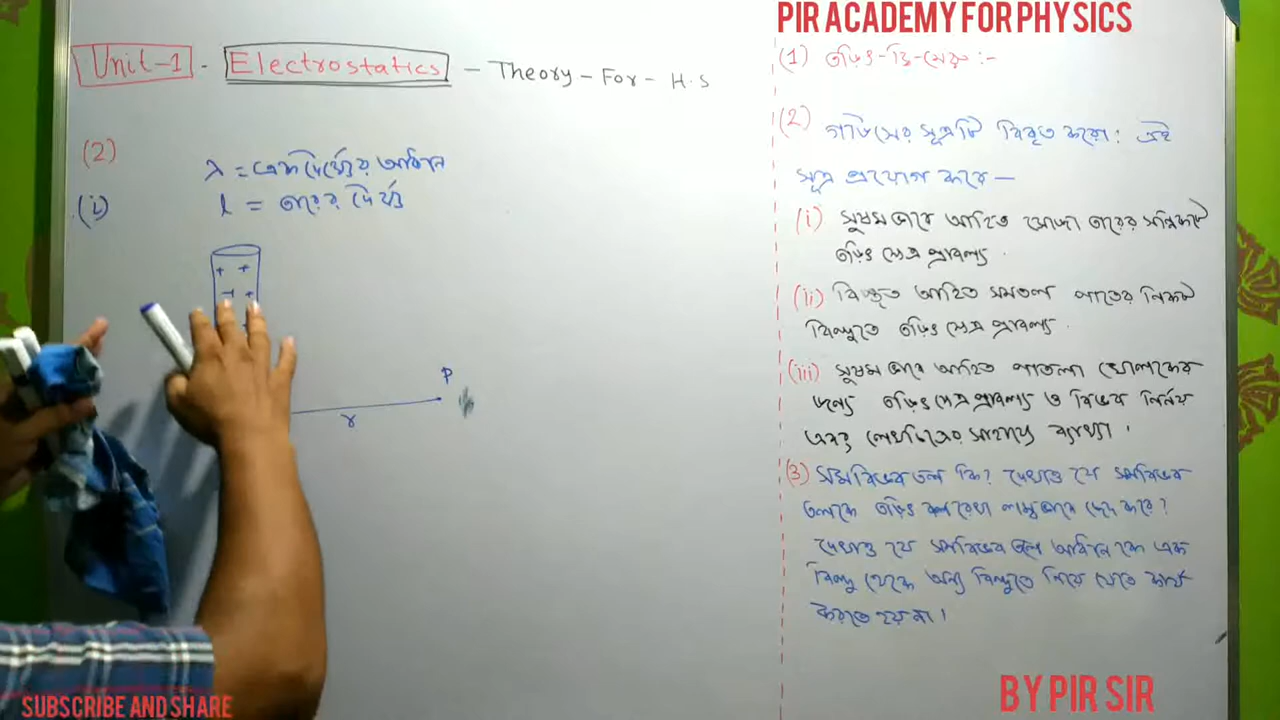 PIR ACADEMY FOR PHYSICS
Unit-1 - Electrostatics - Theory - For - H.S
(2)
λ = একদৈর্ঘ্যের আধান
(i) l = তারের দৈর্ঘ্য
+ +
+ +
P
r
(1) তড়িৎ-দ্বি-মেরু :-
(2) গাউসের সূত্রটি বিবৃত করো। এই
সূত্র প্রয়োগ করে —
(i) সুষমভাবে আহিত সোজা তারের সন্নিকটে
তড়িৎ ক্ষেত্র প্রাবল্য .
(ii) বিস্তৃত আহিত সমতল পাতের নিকট
বিন্দুতে তড়িৎ ক্ষেত্র প্রাবল্য .
(iii) সুষম ভাবে আহিত পাতলা গোলকের
জন্য তড়িৎ ক্ষেত্র প্রাবল্য ও বিভব নির্ণয়
এবং লেখচিত্রের সাহায্যে ব্যাখ্যা।
(3) সমবিভব তল কি? দেখাও যে সমবিভব
তলকে তড়িৎ বলরেখা লম্বভাবে ছেদ করে?
দেখাও যে সমবিভব তলে আধান কে এক
বিন্দু থেকে অন্য বিন্দুতে নিয়ে যেতে কার্য
করতে হয় না।
SUBSCRIBE AND SHARE
BY PIR SIR